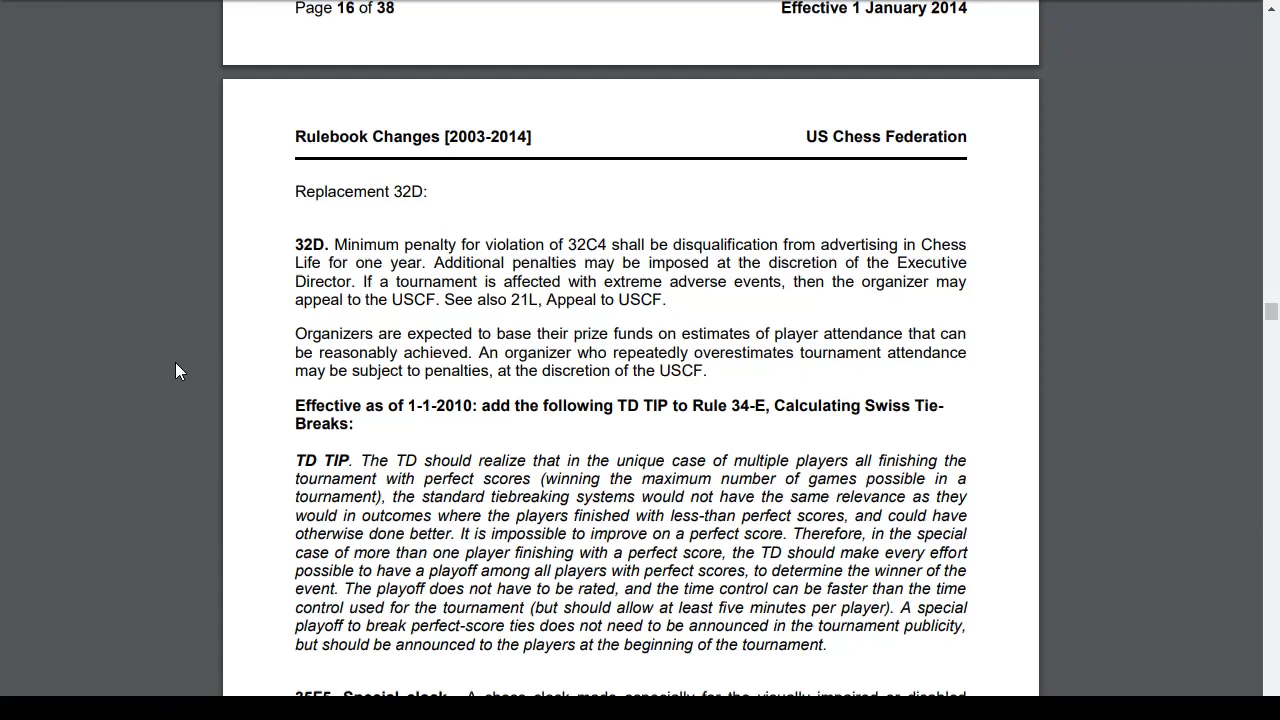 Page 16 of 38 Effective 1 January 2014
Rulebook Changes [2003-2014] US Chess Federation
Replacement 32D:
32D. Minimum penalty for violation of 32C4 shall be disqualification from advertising in Chess
Life for one year. Additional penalties may be imposed at the discretion of the Executive
Director. If a tournament is affected with extreme adverse events, then the organizer may
appeal to the USCF. See also 21L, Appeal to USCF.
Organizers are expected to base their prize funds on estimates of player attendance that can
be reasonably achieved. An organizer who repeatedly overestimates tournament attendance
may be subject to penalties, at the discretion of the USCF.
Effective as of 1-1-2010: add the following TD TIP to Rule 34-E, Calculating Swiss Tie-
Breaks:
TD TIP. The TD should realize that in the unique case of multiple players all finishing the
tournament with perfect scores (winning the maximum number of games possible in a
tournament), the standard tiebreaking systems would not have the same relevance as they
would in outcomes where the players finished with less-than perfect scores, and could have
otherwise done better. It is impossible to improve on a perfect score. Therefore, in the special
case of more than one player finishing with a perfect score, the TD should make every effort
possible to have a playoff among all players with perfect scores, to determine the winner of the
event. The playoff does not have to be rated, and the time control can be faster than the time
control used for the tournament (but should allow at least five minutes per player). A special
playoff to break perfect-score ties does not need to be announced in the tournament publicity,
but should be announced to the players at the beginning of the tournament.
35F5. Special clock. A chess clock made especially for the visually impaired or disabled